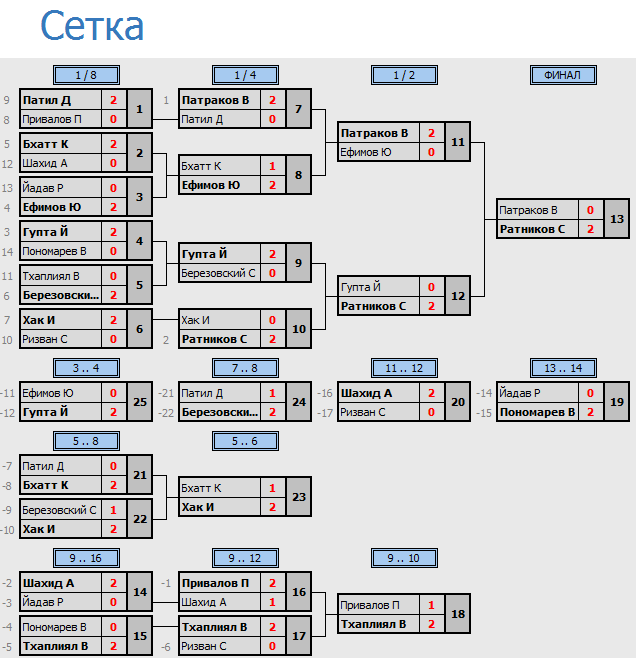 Сетка
1 / 8 1 / 4 1 / 2 ФИНАЛ
9 Патил Д 2 1
8 Привалов П 0
1 Патраков В 2 7
Патил Д 0
5 Бхатт К 2 2
12 Шахид А 0
Патраков В 2 11
Ефимов Ю 0
Бхатт К 1 8
Ефимов Ю 2
13 Йадав Р 0 3
4 Ефимов Ю 2
Патраков В 0 13
Ратников С 2
3 Гупта Й 2 4
14 Пономарев В 0
Гупта Й 2 9
Березовский С 0
11 Тхаплиял В 0 5
6 Березовски... 2
Гупта Й 0 12
Ратников С 2
7 Хак И 2 6
10 Ризван С 0
Хак И 0 10
2 Ратников С 2
3 .. 4 7 .. 8 11 .. 12 13 .. 14
-11 Ефимов Ю 0 25
-12 Гупта Й 2
-21 Патил Д 1 24
-22 Березовски... 2
-16 Шахид А 2 20
-17 Ризван С 0
-14 Йадав Р 0 19
-15 Пономарев В 2
5 .. 8 5 .. 6
-7 Патил Д 0 21
-8 Бхатт К 2
Бхатт К 1 23
Хак И 2
-9 Березовский С 1 22
-10 Хак И 2
9 .. 16 9 .. 12 9 .. 10
-2 Шахид А 2 14
-3 Йадав Р 0
-1 Привалов П 2 16
Шахид А 1
Привалов П 1 18
Тхаплиял В 2
-4 Пономарев В 0 15
-5 Тхаплиял В 2
Тхаплиял В 2 17
-6 Ризван С 0